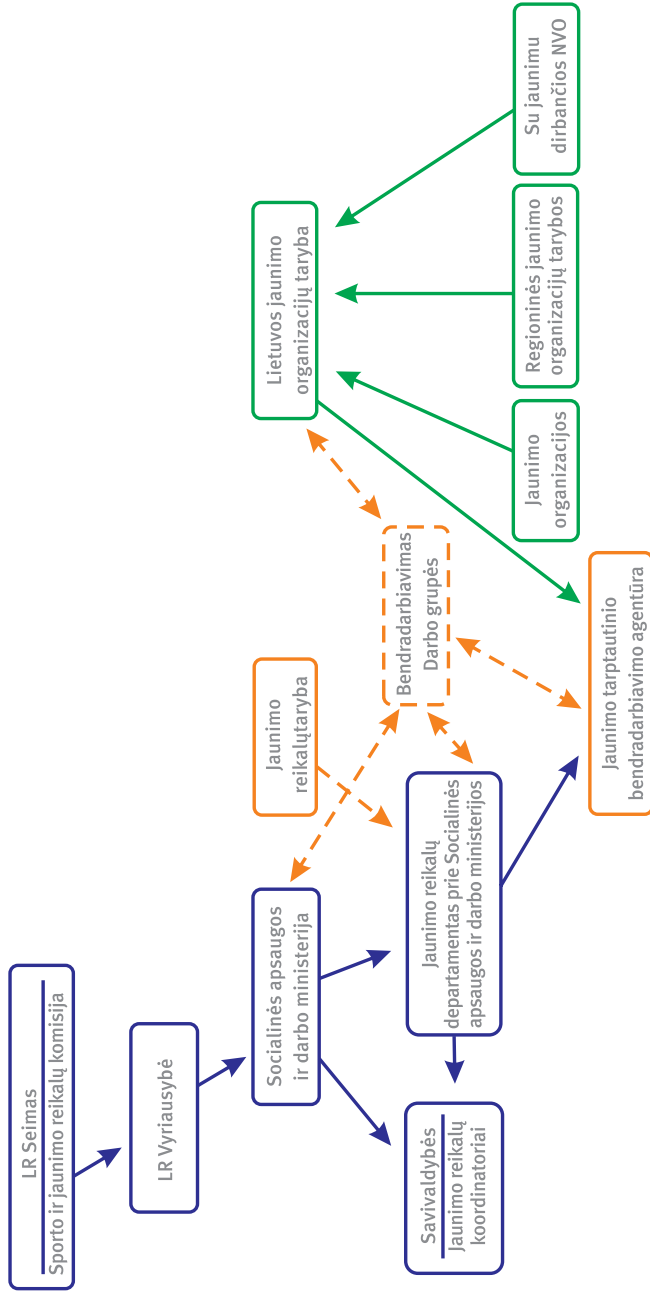 LR Seimas
Sporto ir jaunimo reikalų komisija
LR Vyriausybė
Socialinės apsaugos
ir darbo ministerija
Jaunimo
reikalųtaryba
Lietuvos jaunimo
organizacijų taryba
Savivaldybės
Jaunimo reikalų
koordinatoriai
Jaunimo reikalų
departamentas prie Socialinės
apsaugos ir darbo ministerijos
Bendradarbiavimas
Darbo grupės
Jaunimo tarptautinio
bendradarbiavimo agentūra
Jaunimo
organizacijos
Regioninės jaunimo
organizacijų tarybos
Su jaunimu
dirbančios NVO